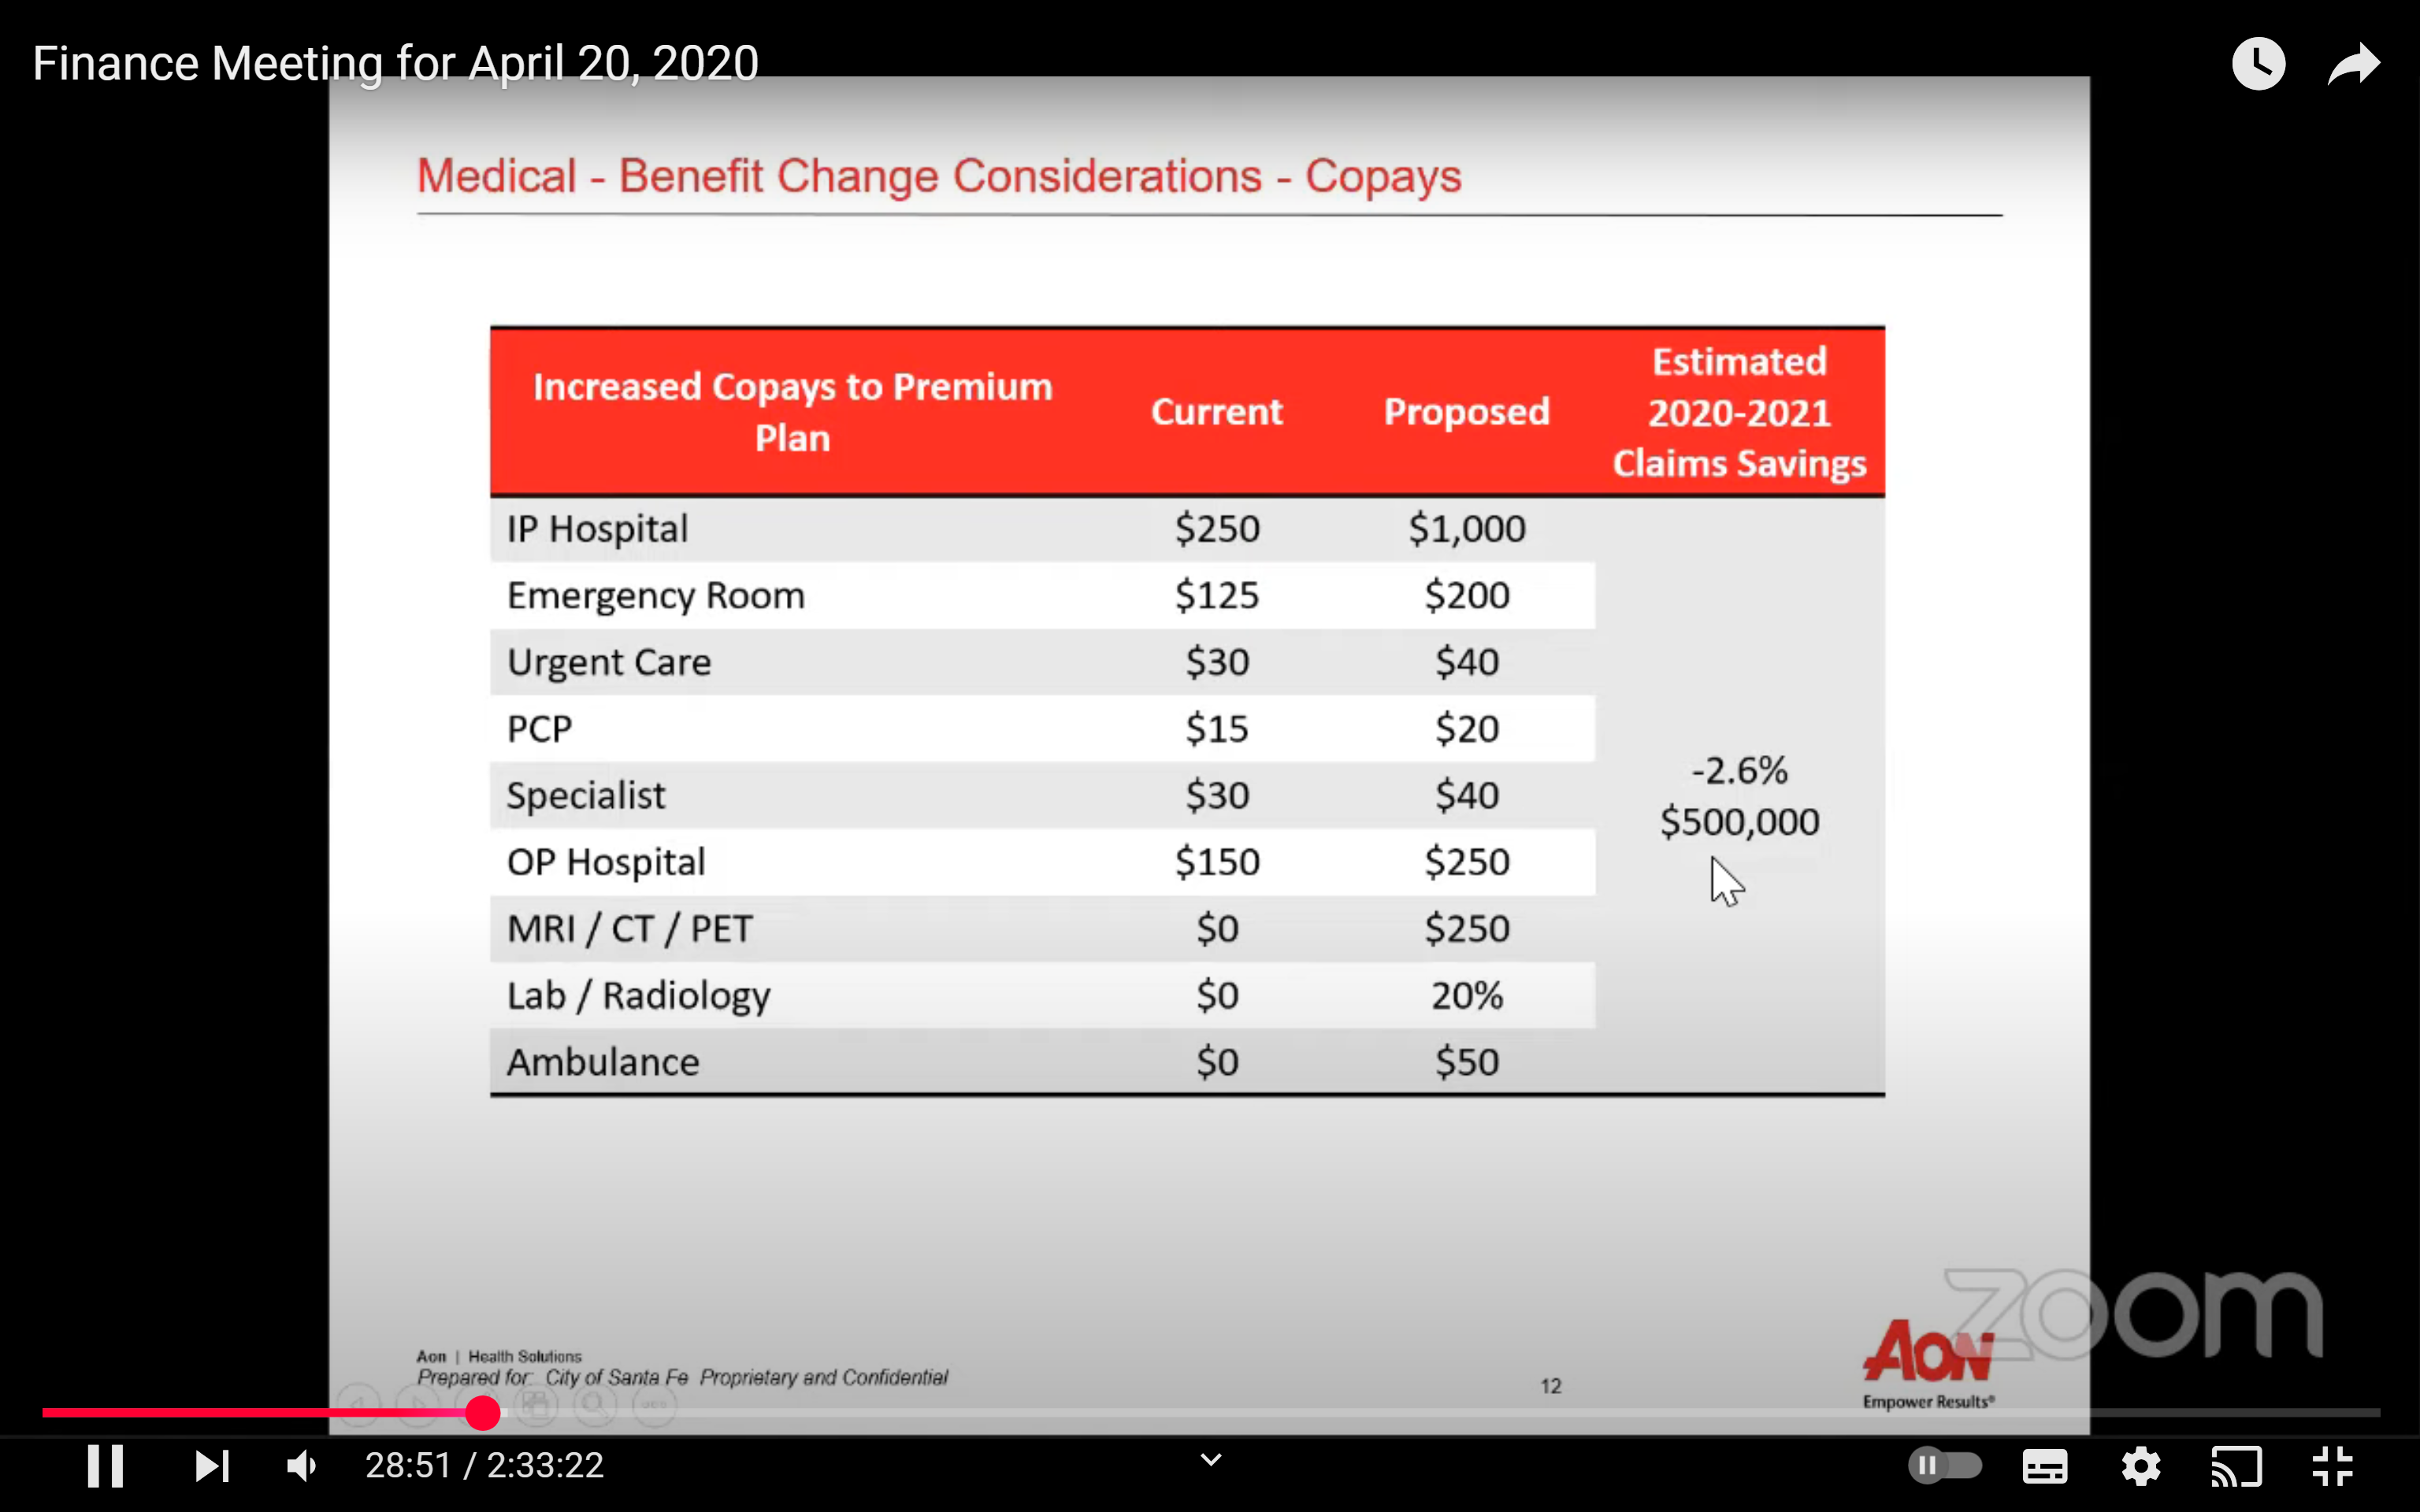 Finance Meeting for April 20, 2020
Medical - Benefit Change Considerations - Copays
Increased Copays to Premium Plan Current Proposed Estimated 2020-2021 Claims Savings
IP Hospital $250 $1,000
Emergency Room $125 $200
Urgent Care $30 $40
PCP $15 $20
Specialist $30 $40
-2.6%
$500,000
OP Hospital $150 $250
MRI / CT / PET $0 $250
Lab / Radiology $0 20%
Ambulance $0 $50
zoom
Aon | Health Solutions
Prepared for: City of Santa Fe Proprietary and Confidential
12
AON
Empower Results®
28:51 / 2:33:22